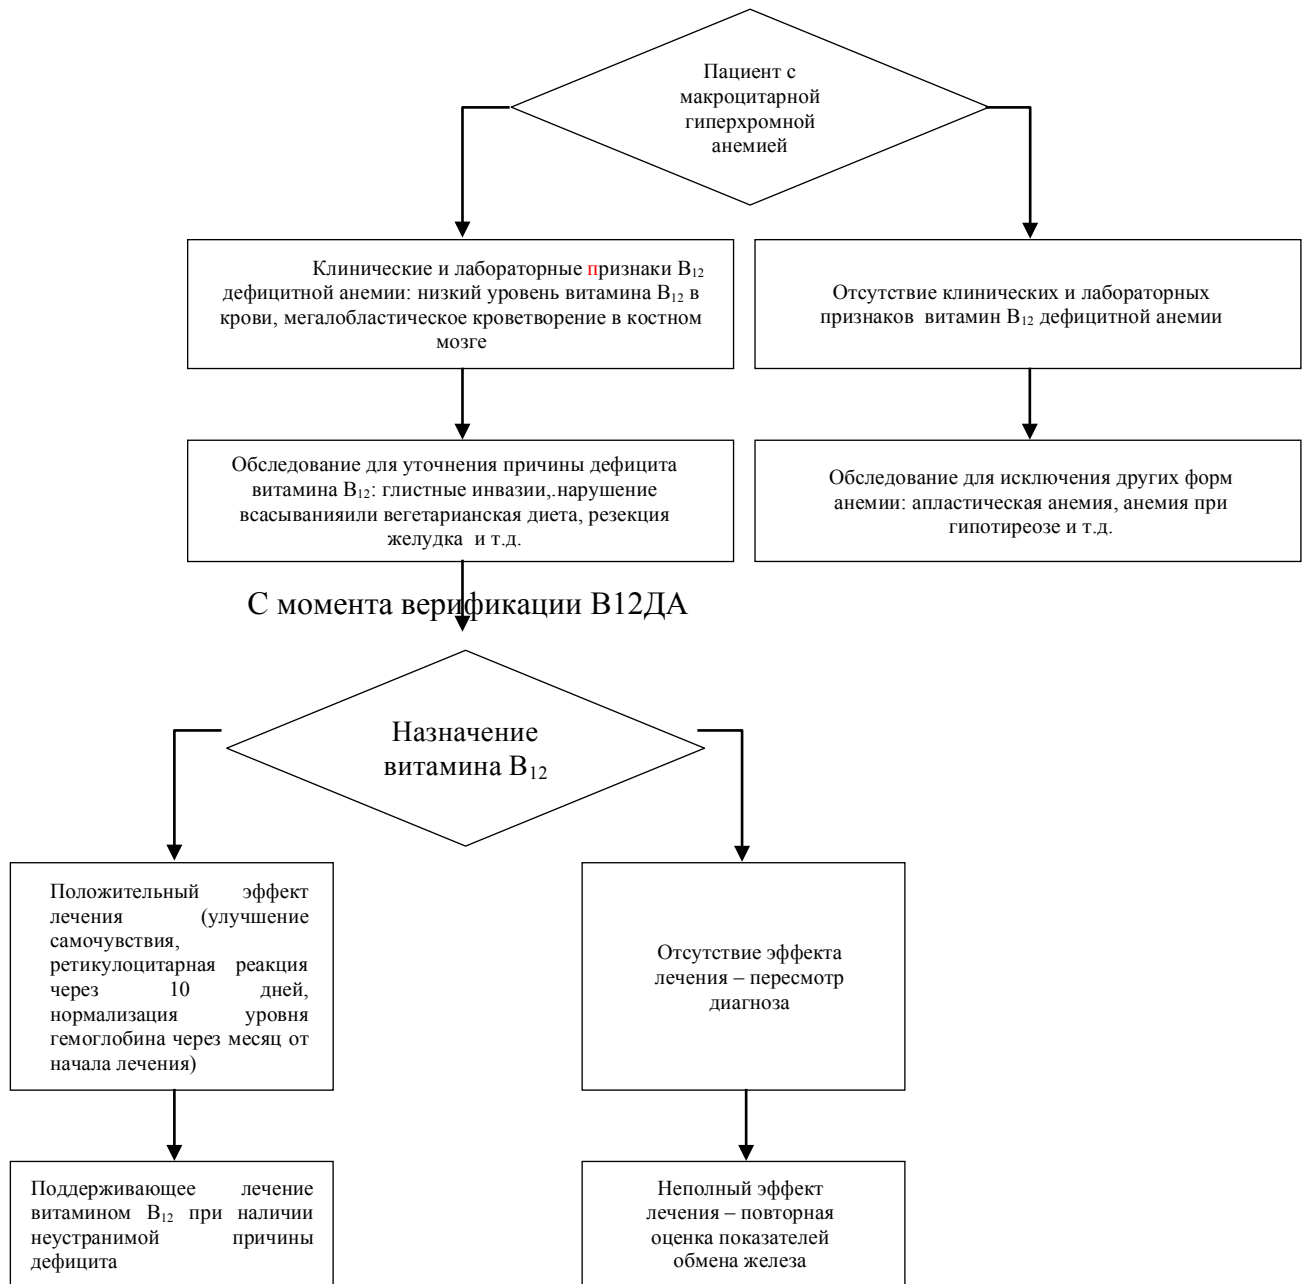 Пациент с
макроцитарной
гиперхромной
анемией
Клинические и лабораторные признаки B₁₂
дефицитной анемии: низкий уровень витамина B₁₂ в
крови, мегалобластическое кроветворение в костном
мозге
Отсутствие клинических и лабораторных
признаков витамин B₁₂ дефицитной анемии
Обследование для уточнения причины дефицита
витамина B₁₂: глистные инвазии,.нарушение
всасыванияили вегетарианская диета, резекция
желудка и т.д.
Обследование для исключения других форм
анемии: апластическая анемия, анемия при
гипотиреозе и т.д.
С момента верификации В12ДА
Назначение
витамина B₁₂
Положительный эффект
лечения (улучшение
самочувствия,
ретикулоцитарная реакция
через 10 дней,
нормализация уровня
гемоглобина через месяц от
начала лечения)
Отсутствие эффекта
лечения – пересмотр
диагноза
Поддерживающее лечение
витамином B₁₂ при наличии
неустранимой причины
дефицита
Неполный эффект
лечения – повторная
оценка показателей
обмена железа